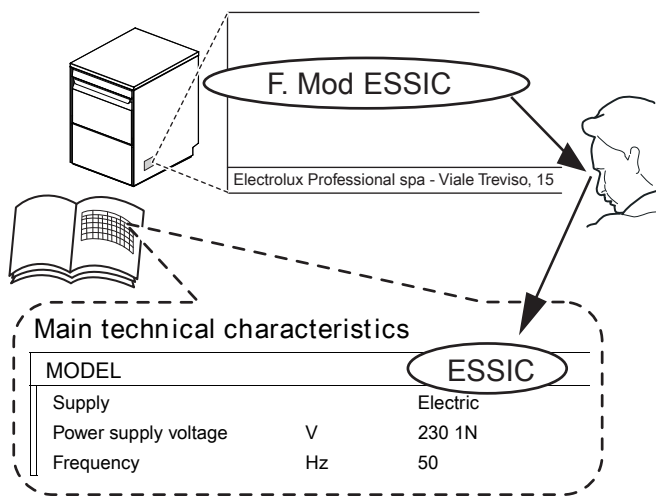 F. Mod ESSIC
Electrolux Professional spa - Viale Treviso, 15
Main technical characteristics
MODEL ESSIC
Supply Electric
Power supply voltage V 230 1N
Frequency Hz 50